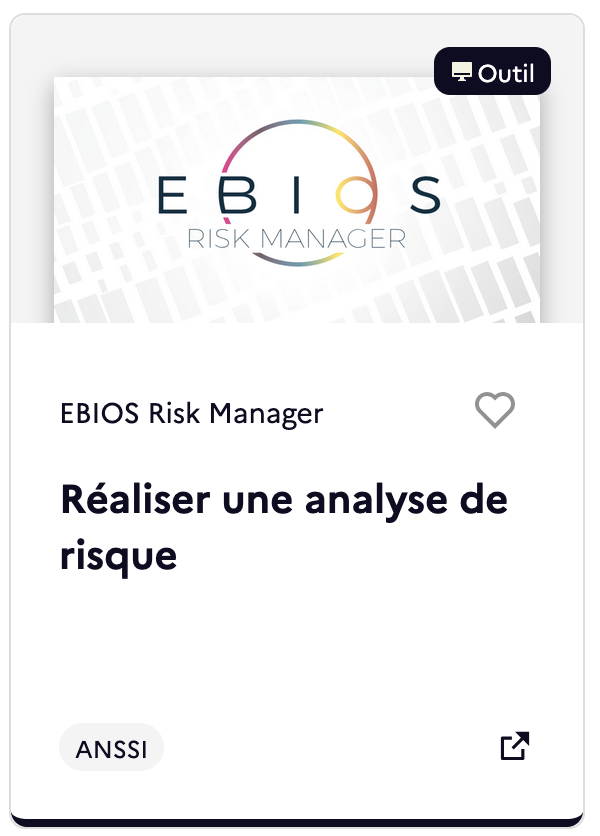 Outil
EBIOS
RISK MANAGER
EBIOS Risk Manager
Réaliser une analyse de
risque
ANSSI